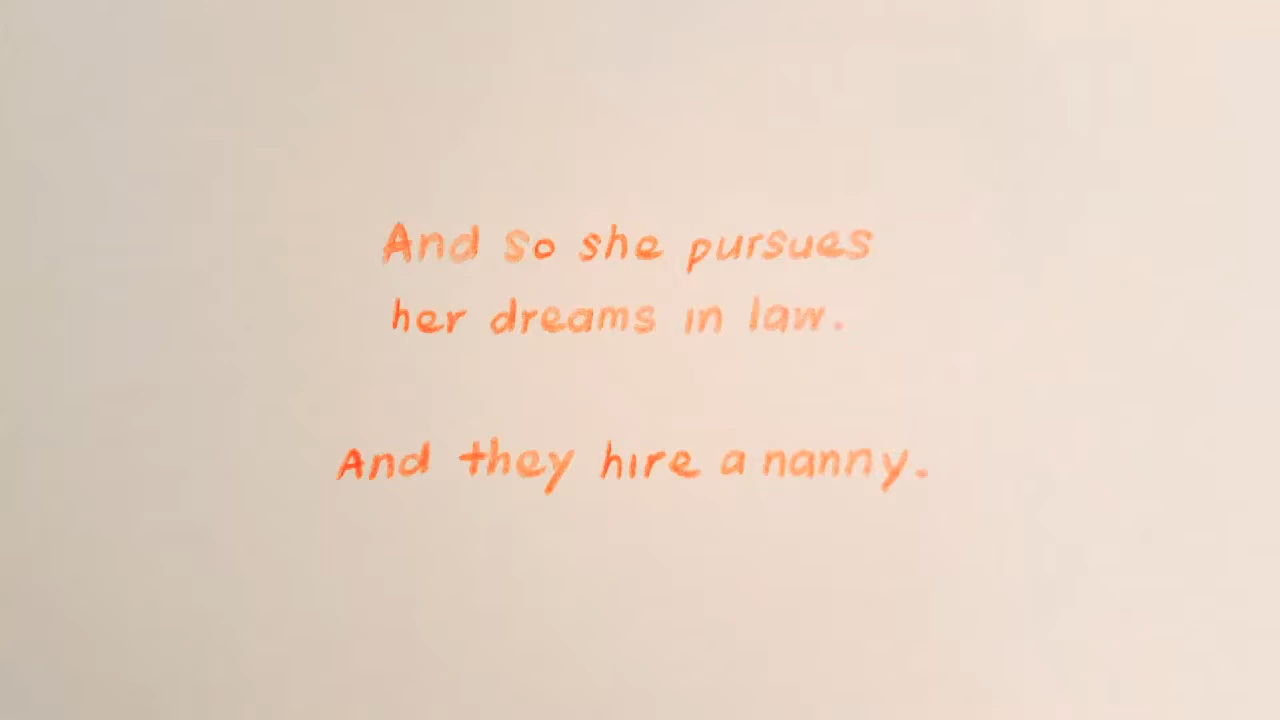 And so she pursues
her dreams in law.
And they hire a nanny.